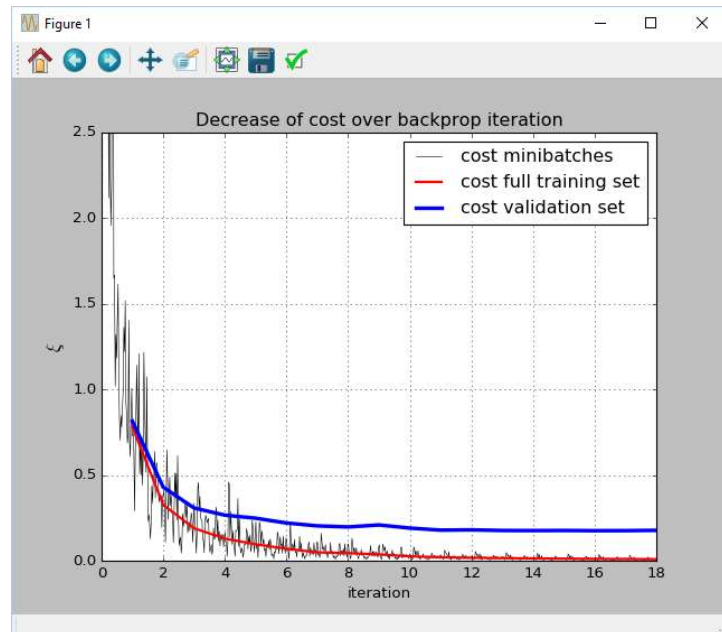 Figure 1
Decrease of cost over backprop iteration
2.5
cost minibatches
cost full training set
cost validation set
2.0
1.5
ξ
1.0
0.5
0.0
0 2 4 6 8 10 12 14 16 18
iteration